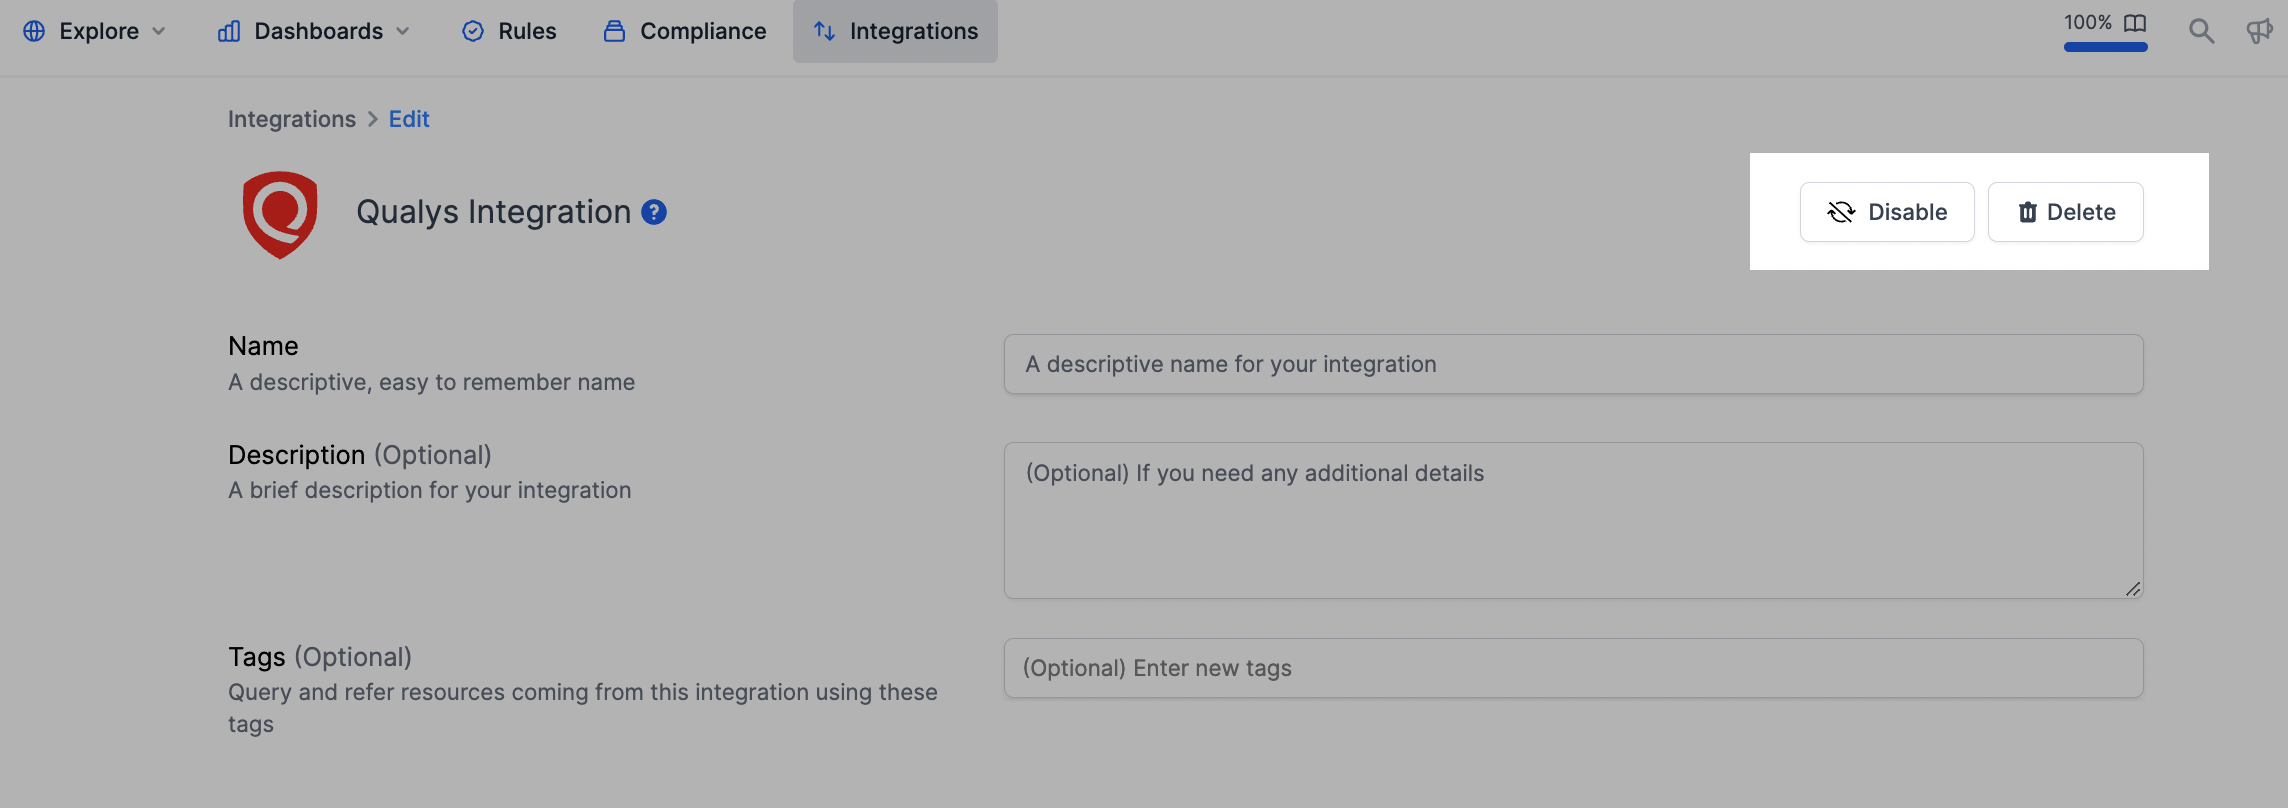 Explore
Dashboards
Rules
Compliance
Integrations
100%
Integrations > Edit
Qualys Integration ?
Disable
Delete
Name
A descriptive, easy to remember name
A descriptive name for your integration
Description (Optional)
A brief description for your integration
(Optional) If you need any additional details
Tags (Optional)
Query and refer resources coming from this integration using these
tags
(Optional) Enter new tags